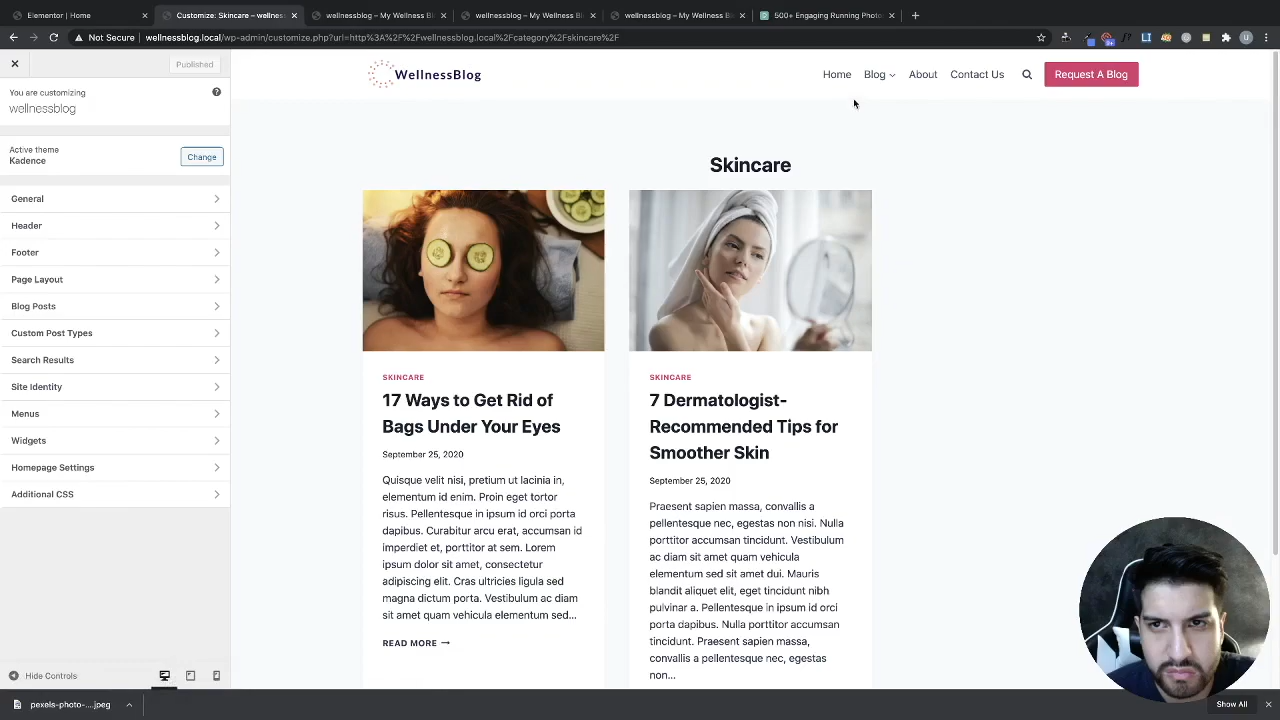 Elementor | Home
Customize: Skincare - wellness
wellnessblog – My Wellness B
wellnessblog – My Wellness Bl
wellnessblog – My Wellness B
500+ Engaging Running Photo
Not Secure | wellnessblog.local/wp-admin/customize.php?url=http%3A%2F%2Fwellnessblog.local%2Fcategory%2Fskincare%2F
Published
You are customizing
wellnessblog
Active theme
Kadence
Change
General
Header
Footer
Page Layout
Blog Posts
Custom Post Types
Search Results
Site Identity
Menus
Widgets
Homepage Settings
Additional CSS
Hide Controls
WellnessBlog
Home
Blog
About
Contact Us
Request A Blog
Skincare
SKINCARE
17 Ways to Get Rid of
Bags Under Your Eyes
September 25, 2020
Quisque velit nisi, pretium ut lacinia in,
elementum id enim. Proin eget tortor
risus. Pellentesque in ipsum id orci porta
dapibus. Curabitur arcu erat, accumsan id
imperdiet et, porttitor at sem. Lorem
ipsum dolor sit amet, consectetur
adipiscing elit. Cras ultricies ligula sed
magna dictum porta. Vestibulum ac diam
sit amet quam vehicula elementum sed…
READ MORE
SKINCARE
7 Dermatologist-
Recommended Tips for
Smoother Skin
September 25, 2020
Praesent sapien massa, convallis a
pellentesque nec, egestas non nisi. Nulla
porttitor accumsan tincidunt. Vestibulum
ac diam sit amet quam vehicula
elementum sed sit amet dui. Mauris
blandit aliquet elit, eget tincidunt nibh
pulvinar a. Pellentesque in ipsum id orci
porta dapibus. Nulla porttitor accumsan
tincidunt. Praesent sapien massa,
convallis a pellentesque nec, egestas
non…
pexels-photo-....jpeg
Show All